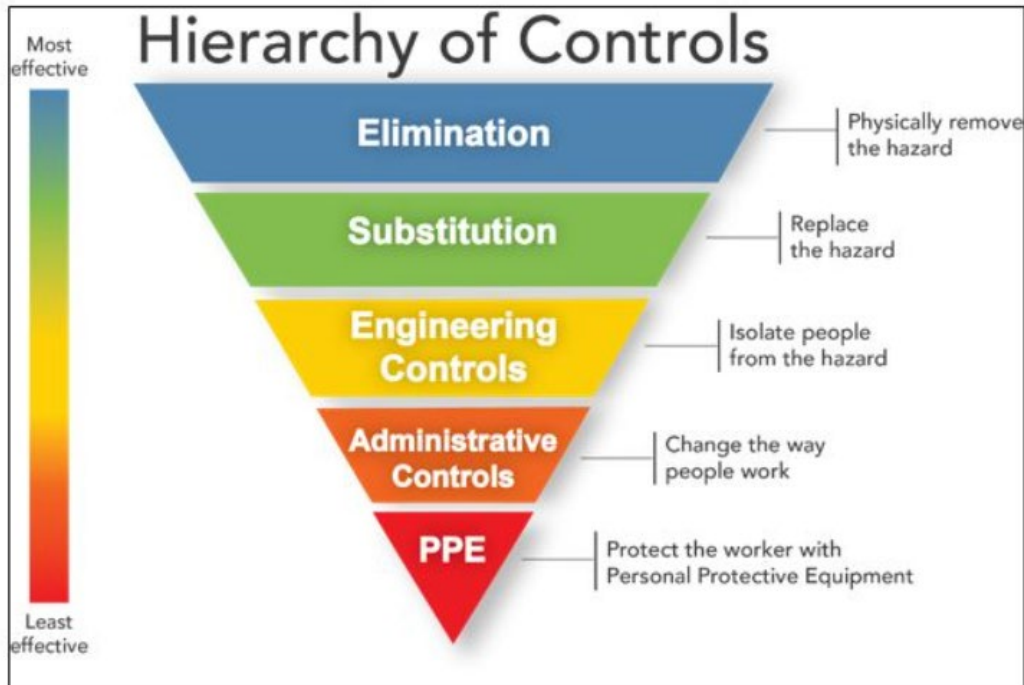 Hierarchy of Controls
Most
effective
Elimination
Physically remove
the hazard
Substitution
Replace
the hazard
Engineering
Controls
Isolate people
from the hazard
Administrative
Controls
Change the way
people work
PPE
Protect the worker with
Personal Protective Equipment
Least
effective